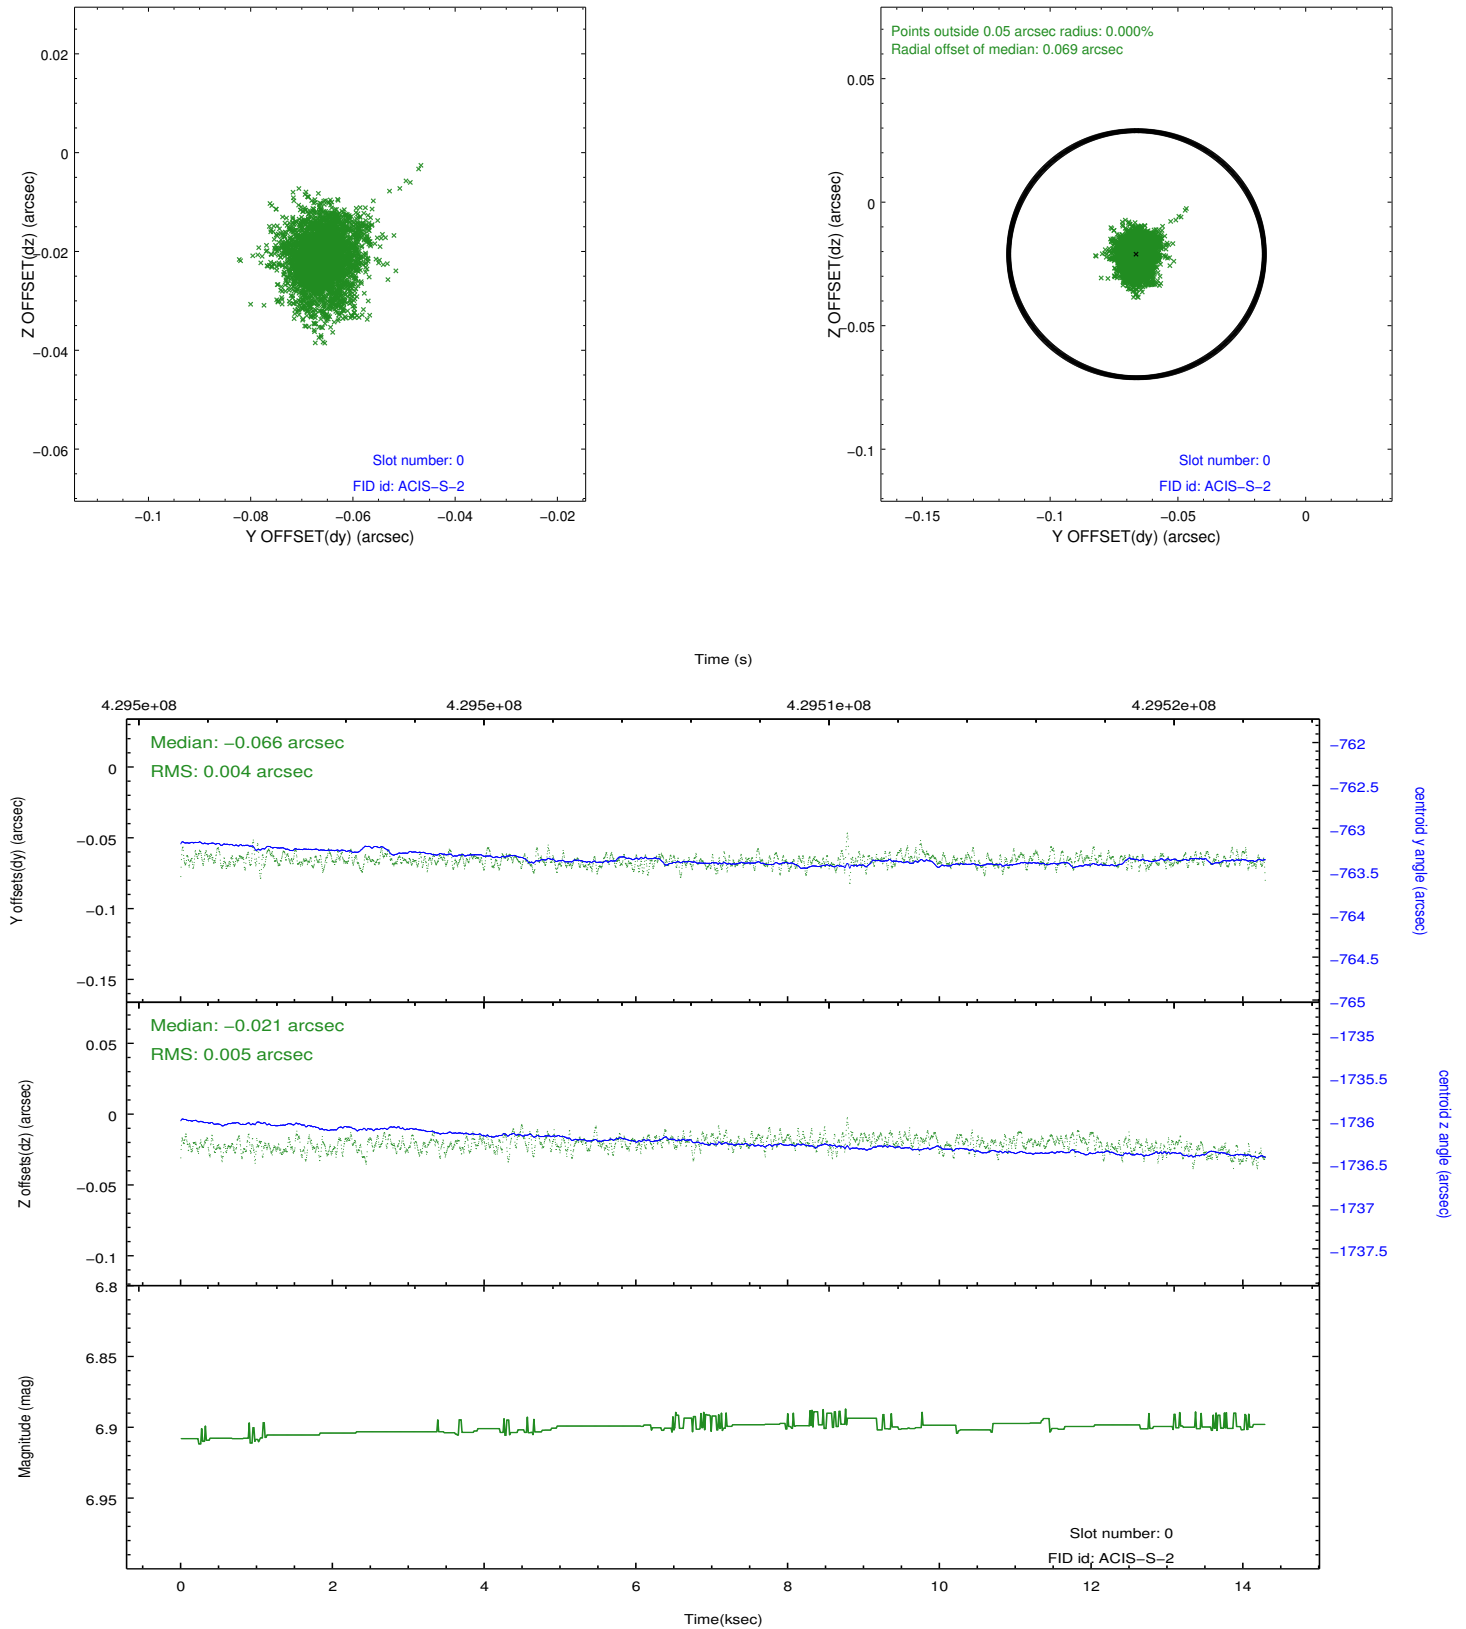 0.02
0
−0.02
−0.04
−0.06
Z OFFSET(dz) (arcsec)
Slot number: 0
FID id: ACIS−S−2
−0.1
−0.08
−0.06
−0.04
−0.02
Y OFFSET(dy) (arcsec)
Points outside 0.05 arcsec radius: 0.000%
Radial offset of median: 0.069 arcsec
0.05
0
−0.05
−0.1
Z OFFSET(dz) (arcsec)
Slot number: 0
FID id: ACIS−S−2
−0.15
−0.1
−0.05
0
Y OFFSET(dy) (arcsec)
Time (s)
4.295e+08
4.295e+08
4.2951e+08
4.2952e+08
Median: −0.066 arcsec
RMS: 0.004 arcsec
0
−0.05
−0.1
−0.15
Y offsets(dy) (arcsec)
−762
−762.5
−763
−763.5
−764
−764.5
−765
centroid y angle (arcsec)
Median: −0.021 arcsec
RMS: 0.005 arcsec
0.05
0
−0.05
−0.1
Z offsets(dz) (arcsec)
−1735
−1735.5
−1736
−1736.5
−1737
−1737.5
centroid z angle (arcsec)
6.8
6.85
6.9
6.95
Magnitude (mag)
Slot number: 0
FID id: ACIS−S−2
0
2
4
6
8
10
12
14
Time(ksec)